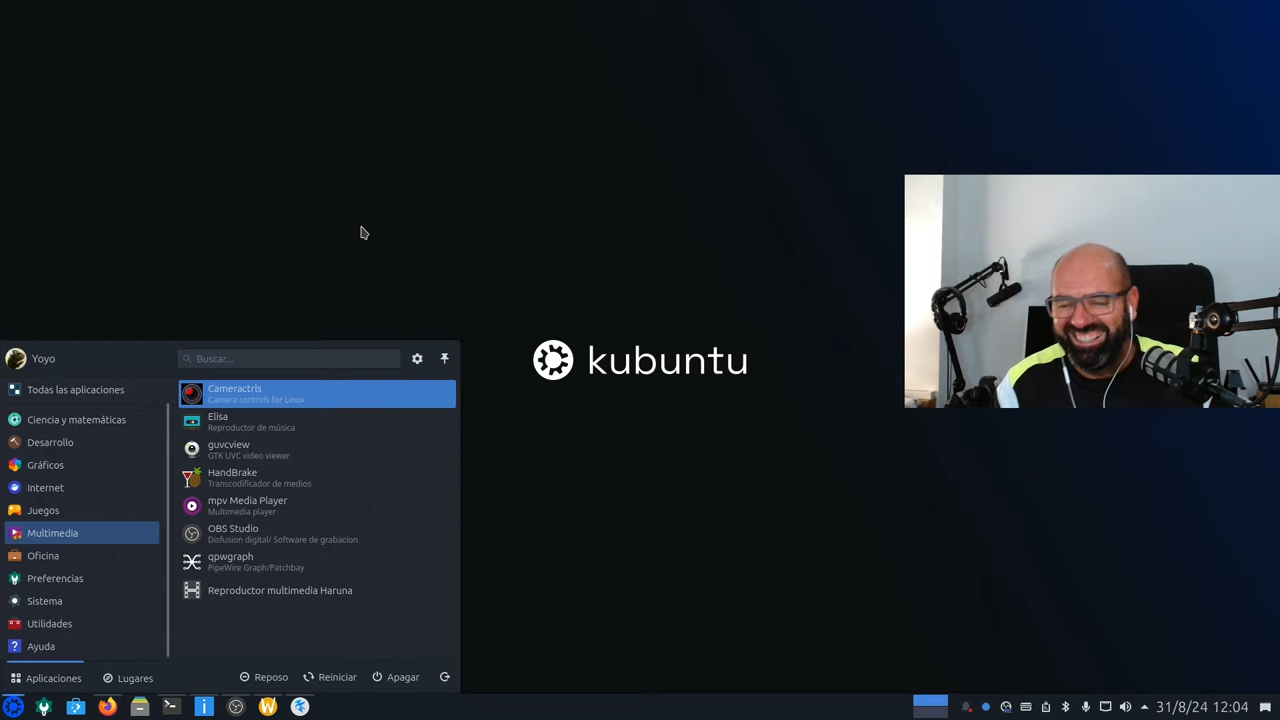 kubuntu
Yoyo
Buscar...
Todas las aplicaciones
Ciencia y matemáticas
Desarrollo
Gráficos
Internet
Juegos
Multimedia
Oficina
Preferencias
Sistema
Utilidades
Ayuda
Cameractrls
Camera controls for Linux
Elisa
Reproductor de música
guvcview
GTK UVC video viewer
HandBrake
Transcodificador de medios
mpv Media Player
Multimedia player
OBS Studio
Disfusion digital/ Software de grabacion
qpwgraph
PipeWire Graph/Patchbay
Reproductor multimedia Haruna
Aplicaciones
Lugares
Reposo
Reiniciar
Apagar
31/8/24 12:04